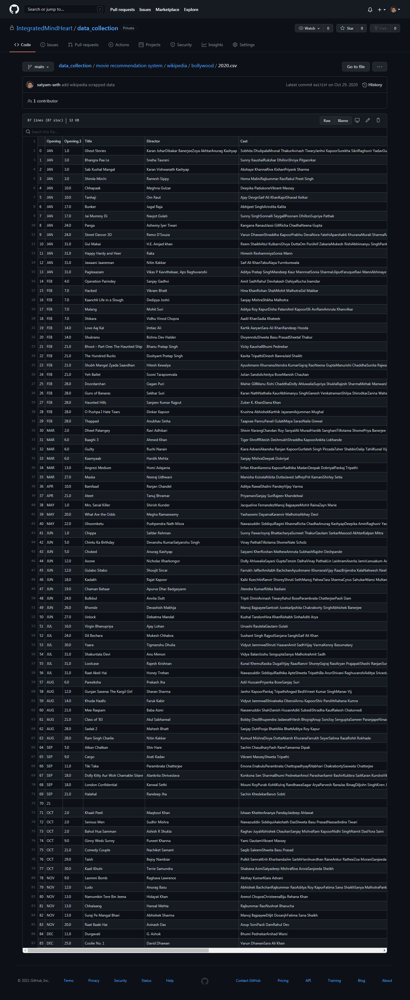 Search or jump to... /
Pull requests Issues Marketplace Explore
IntegratedMindHeart / data_collection Private
Watch 0 Star 0 Fork 0
Code Issues Pull requests Actions Projects Security Insights Settings
main data_collection / movie recommendation system / wikipedia / bollywood / 2020.csv Go to file ...
satyam-seth add wikipedia scrapped data Latest commit 6d1723f on Oct 29, 2020 History
1 contributor
87 lines (87 sloc) | 12 KB Raw Blame
Search this file...
1 Opening Opening.1 Title Director Cast
2 0 JAN 1.0 Ghost Stories Karan JoharDibakar BanerjeeZoya AkhtarAnurag Kashyap Sobhita DhulipalaMrunal ThakurAvinash TiwaryJanhvi KapoorSurekha SikriRaghuvir YadavGu
3 1 JAN 3.0 Bhangra Paa Le Sneha Taurani Sunny KaushalRukshar DhillonShriya Pilgaonkar
4 2 JAN 3.0 Sab Kushal Mangal Karan Vishwanath Kashyap Akshaye KhannaRiva KishanPriyank Sharma
5 3 JAN 3.0 Shimla Mirchi Ramesh Sippy Hema MaliniRajkummar RaoRakul Preet Singh
6 4 JAN 10.0 Chhapaak Meghna Gulzar Deepika PadukoneVikrant Massey
7 5 JAN 10.0 Tanhaji Om Raut Ajay DevgnSaif Ali KhanKajolSharad Kelkar
8 6 JAN 17.0 Bunker Jugal Raja Abhijeet SinghArindita Kalita
9 7 JAN 17.0 Jai Mummy Di Navjot Gulati Sunny SinghSonnalli SeygallPoonam DhillonSupriya Pathak
10 8 JAN 24.0 Panga Ashwiny Iyer Tiwari Kangana RanautJassi GillRicha ChadhaNeena Gupta
11 9 JAN 24.0 Street Dancer 3D Remo D'Souza Varun DhawanShraddha KapoorPrabhu DevaNora FatehiAparshakti KhuranaMurali SharmaRa
12 10 JAN 31.0 Gul Makai H.E. Amjad khan Reem ShaikhAtul KulkarniDivya DuttaOm PuriArif ZakariaMukesh RishiAbhimanyu SinghPank
13 11 JAN 31.0 Happy Hardy and Heer Raka Himesh ReshammiyaSonia Mann
14 12 JAN 31.0 Jawaani Jaaneman Nitin Kakkar Saif Ali KhanTabuAlaya Furniturewala
15 13 JAN 31.0 Pagleaazam Vikas P Kavvthekaar, Aps Raghuvanshi Aditya Pratap SinghMandeep Kaur MannnatSonia SharmaLiliputFaruqueRavi MannAbhinaye
16 14 FEB 4.0 Operation Parindey Sanjay Gadhvi Amit SadhRahul DevAakash DahiyaRucha Inamdar
17 15 FEB 7.0 Hacked Vikram Bhatt Hina KhanRohan ShahMohit MalhotraSid Makkar
18 16 FEB 7.0 Kaanchli Life in a Slough Dedipya Joshii Sanjay MishraShikha Malhotra
19 17 FEB 7.0 Malang Mohit Suri Aditya Roy KapurDisha PataniAnil KapoorElli AvrRamAmruta Khanvilkar
20 18 FEB 7.0 Shikara Vidhu Vinod Chopra Aadil KhanSadia Khateeb
21 19 FEB 14.0 Love Aaj Kal Imtiaz Ali Kartik AaryanSara Ali KhanRandeep Hooda
22 20 FEB 14.0 Shukranu Bishnu Dev Halder DivyennduShweta Basu PrasadSheetal Thakur
23 21 FEB 21.0 Bhoot – Part One: The Haunted Ship Bhanu Pratap Singh Vicky KaushalBhumi Pednekar
24 22 FEB 21.0 The Hundred Bucks Dushyant Pratap Singh Kavita TripathiDinesh BawraJaid Shaikh
25 23 FEB 21.0 Shubh Mangal Zyada Saavdhan Hitesh Kewalya Ayushmann KhurranaJitendra KumarGajraj RaoNeena GuptaManurishi ChaddhaSunita Rajwa
26 24 FEB 21.0 Yeh Ballet Sooni Taraporevala Julian SandsAchintya BoseManish Chauhan
27 25 FEB 28.0 Doordarshan Gagan Puri Mahie GillManu Rishi ChaddhaDolly AhluwaliaSupriya ShuklaRajesh SharmaMehak ManwaniS
28 26 FEB 28.0 Guns of Banaras Sekhar Suri Karan NathNathalia KaurAbhimanyu SinghGanesh VenkatramanShilpa ShirodkarZarina Waha
29 27 FEB 28.0 Haunted Hills Sanjeev Kumar Rajput Zuber K. KhanDiana Khan
30 28 FEB 28.0 O Pushpa I Hate Tears Dinkar Kapoor Krushna AbhishekKarthik JayaramArjumman Mughal
31 29 FEB 28.0 Thappad Anubhav Sinha Taapsee PannuPavail GulatiMaya SaraoNaila Grewal
32 30 MAR 2.0 Dheet Patangey Ravi Adhikari Shivin NarangChandan Roy SanyalAli MuradHardik SanghaniTillotama ShomePriya Banerjee
33 31 MAR 6.0 Baaghi 3 Ahmed Khan Tiger ShroffRiteish DeshmukhShraddha KapoorAnkita Lokhande
34 32 MAR 6.0 Guilty Ruchi Narain Kiara AdvaniAkansha Ranjan KapoorGurfateh Singh PirzadaTaher ShabbirDalip TahilKunal Vij
35 33 MAR 6.0 Kaamyaab Hardik Mehta Sanjay MishraDeepak Dobriyal
36 34 MAR 13.0 Angrezi Medium Homi Adajania Irrfan KhanKareena KapoorRadhika MadanDeepak DobriyalPankaj Tripathi
37 35 MAR 27.0 Maska Neeraj Udhwani Manisha KoiralaNikita DuttaJaved JaffreyPrit KamaniShirley Setia
38 36 APR 10.0 Bamfaad Ranjan Chandel Aditya RawalShalini PandeyVijay Varma
39 37 APR 21.0 Ateet Tanuj Bhramar PriyamaniSanjay SuriRajeev Khandelwal
40 38 MAY 1.0 Mrs. Serial Killer Shirish Kunder Jacqueline FernandezManoj BajpayeeMohit RainaZayn Marie
41 39 MAY 20.0 What Are the Odds Megha Ramaswamy Yashaswini DayamaKaranvir MalhotraAbhay Deol
42 40 MAY 22.0 Ghoomketu Pushpendra Nath Misra Nawazuddin SiddiquiRagini KhannaRicha ChadhaAnurag KashyapDeepika AminRaghuvir Yad
43 41 JUN 1.0 Chippa Safdar Rehman Sunny PawarJoyraj BhattacharyaSumeet ThakurGautam SarkarMasood AkhtarKalpan Mitra
44 42 JUN 5.0 Chintu Ka Birthday Devanshu KumarSatyanshu Singh Vinay PathakTillotama ShomeNate Scholz
45 43 JUN 5.0 Choked Anurag Kashyap Saiyami KherRoshan MathewAmruta SubhashRajshri Deshpande
46 44 JUN 12.0 Axone Nicholas Kharkongor Dolly AhluwaliaSayani GuptaTenzin DalhaVinay PathakLin LaishramAsenla JamirLanuakum Ao
47 45 JUN 12.0 Gulabo Sitabo Shoojit Sircar Farrukh JaffarAmitabh BachchanAyushmann KhurranaVijay RaazBrijendra KalaNalneesh Neel
48 46 JUN 18.0 Kadakh Rajat Kapoor Kalki KoechlinRanvir ShoreyShruti SethManoj PahwaTara SharmaCyrus SahukarMansi Multan
49 47 JUN 19.0 Chaman Bahaar Apurva Dhar Badgaiyann Jitendra KumarRitika Badiani
50 48 JUN 24.0 Bulbbul Anvita Dutt Tripti DimriAvinash TiwaryRahul BoseParambrata ChatterjeePaoli Dam
51 49 JUN 26.0 Bhonsle Devashish Makhija Manoj BajpayeeSantosh JuvekarIpshita Chakraborty SinghAbhishek Banerjee
52 50 JUN 27.0 Unlock Debatma Mandal Kushal TandonHina KhanRishabh SinhaAditi Arya
53 51 JUL 16.0 Virgin Bhanupriya Ajay Lohan Urvashi RautelaGautam Gulati
54 52 JUL 24.0 Dil Bechara Mukesh Chhabra Sushant Singh RajputSanjana SanghiSaif Ali Khan
55 53 JUL 30.0 Yaara Tigmanshu Dhulia Vidyut JammwalShruti HaasanAmit SadhVijay VarmaKenny Basumatary
56 54 JUL 31.0 Shakuntala Devi Anu Menon Vidya BalanJisshu SenguptaSanya MalhotraAmit Sadh
57 55 JUL 31.0 Lootcase Rajesh Krishnan Kunal KhemuRasika DugalVijay RaazRanvir ShoreyGajraj RaoAryan PrajapatiShashi RanjanSur
58 56 JUL 31.0 Raat Akeli Hai Honey Trehan Nawazuddin SiddiquiRadhika ApteShweta TripathiIla ArunShivani RaghuvanshiAditya Srivasta
59 57 AUG 6.0 Pareeksha Prakash Jha Adil HussainPriyanka BoseSanjay Suri
60 58 AUG 12.0 Gunjan Saxena: The Kargil Girl Sharan Sharma Janhvi KapoorPankaj TripathiAngad BediVineet Kumar SinghManav Vij
61 59 AUG 14.0 Khuda Haafiz Faruk Kabir Vidyut JammwalShivaleeka OberoiAnnu KapoorShiv PandittAahana Kumra
62 60 AUG 21.0 Mee Raqsam Baba Azmi Naseeruddin ShahDanish HusainAditi SubediShradha KaulRakesh Chaturvedi
63 61 AUG 21.0 Class of '83 Atul Sabharwal Bobby DeolBhupendra JadawatHitesh BhojrajAnup SoniJoy SenguptaSameer ParanjapeNinad
64 62 AUG 28.0 Sadak 2 Mahesh Bhatt Sanjay DuttPooja BhattAlia BhattAditya Roy Kapur
65 63 AUG 28.0 Ram Singh Charlie Nitin Kakkar Kumud MishraDivya DuttaAkarsh KhuranaFarrukh SeyerSalima RazaRohit Rokhade
66 64 SEP 5.0 Atkan Chatkan Shiv Hare Sachin ChaudharyYash RaneTamanna Dipak
67 65 SEP 9.0 Cargo Arati Kadav Vikrant MasseyShweta Tripathi
68 66 SEP 11.0 Tiki Taka Parambrata Chatterjee Emona EnabuluParambrata ChattopadhyayRitabhari ChakrabortySaswata Chatterjee
69 67 SEP 18.0 Dolly Kitty Aur Woh Chamakte Sitare Alankrita Shrivastava Konkona Sen SharmaBhumi PednekarAmol ParasharAamir BashirKubbra SaitKaran KundraVik
70 68 SEP 18.0 London Confidential Kanwal Sethi Mouni RoyPurab KohliKulraj RandhawaSagar AryaParvesh RanaJas BinagDiljohn SinghKiren J
71 69 SEP 21.0 Halahal Randeep Jha Sachin KhedekarBarun Sobti
72 70 21
73 71 OCT 2.0 Khaali Peeli Maqbool Khan Ishaan KhatterAnanya PandayJaideep Ahlawat
74 72 OCT 2.0 Serious Men Sudhir Mishra Nawazuddin SiddiquiAakshath DasShweta Basu PrasadNassarIndira Tiwari
75 73 OCT 2.0 Bahut Hua Samman Ashish R Shukla Raghav JuyalAbhishek ChauhanSanjay MishraRam KapoorNidhi SinghNamit DasFlora Saini
76 74 OCT 9.0 Ginny Weds Sunny Puneet Khanna Yami GautamVikrant Massey
77 75 OCT 21.0 Comedy Couple Nachiket Samant Saqib SaleemShweta Basu Prasad
78 76 OCT 29.0 Taish Bejoy Nambiar Pulkit SamratKriti KharbandaJim SarbhHarshvardhan RaneAnkur RatheeZoa MoraniSanjeeda
79 77 OCT 30.0 Kaali Khuhi Terrie Samundra Shabana AzmiSatyadeep MishraRiva AroraSanjeeda Sheikh
80 78 NOV 9.0 Laxmmi Bomb Raghava Lawrence Akshay KumarKiara Advani
81 79 NOV 12.0 Ludo Anurag Basu Abhishek BachchanRajkummar RaoAditya Roy KapurFatima Sana ShaikhSanya MalhotraPank
82 80 NOV 13.0 Namumkin Tere Bin Jeena Hidayat Khan Anmol ChopraChristeenaBiju Rehana Khan
83 81 NOV 13.0 Chhalaang Hansal Mehta Rajkummar RaoNushrat Bharucha
84 82 NOV 13.0 Suraj Pe Mangal Bhari Abhishek Sharma Manoj BajpayeeDiljit DosanjhFatima Sana Shaikh
85 83 NOV 20.0 Raat Baaki Hai Avinash Das Anup SoniPaoli DamRahul Dev
86 84 DEC 11.0 Durgavati G. Ashok Bhumi PednekarArshad Warsi
87 85 DEC 25.0 Coolie No. 1 David Dhawan Varun DhawanSara Ali Khan
© 2021 GitHub, Inc. Terms Privacy Security Status Help Contact GitHub Pricing API Training Blog About